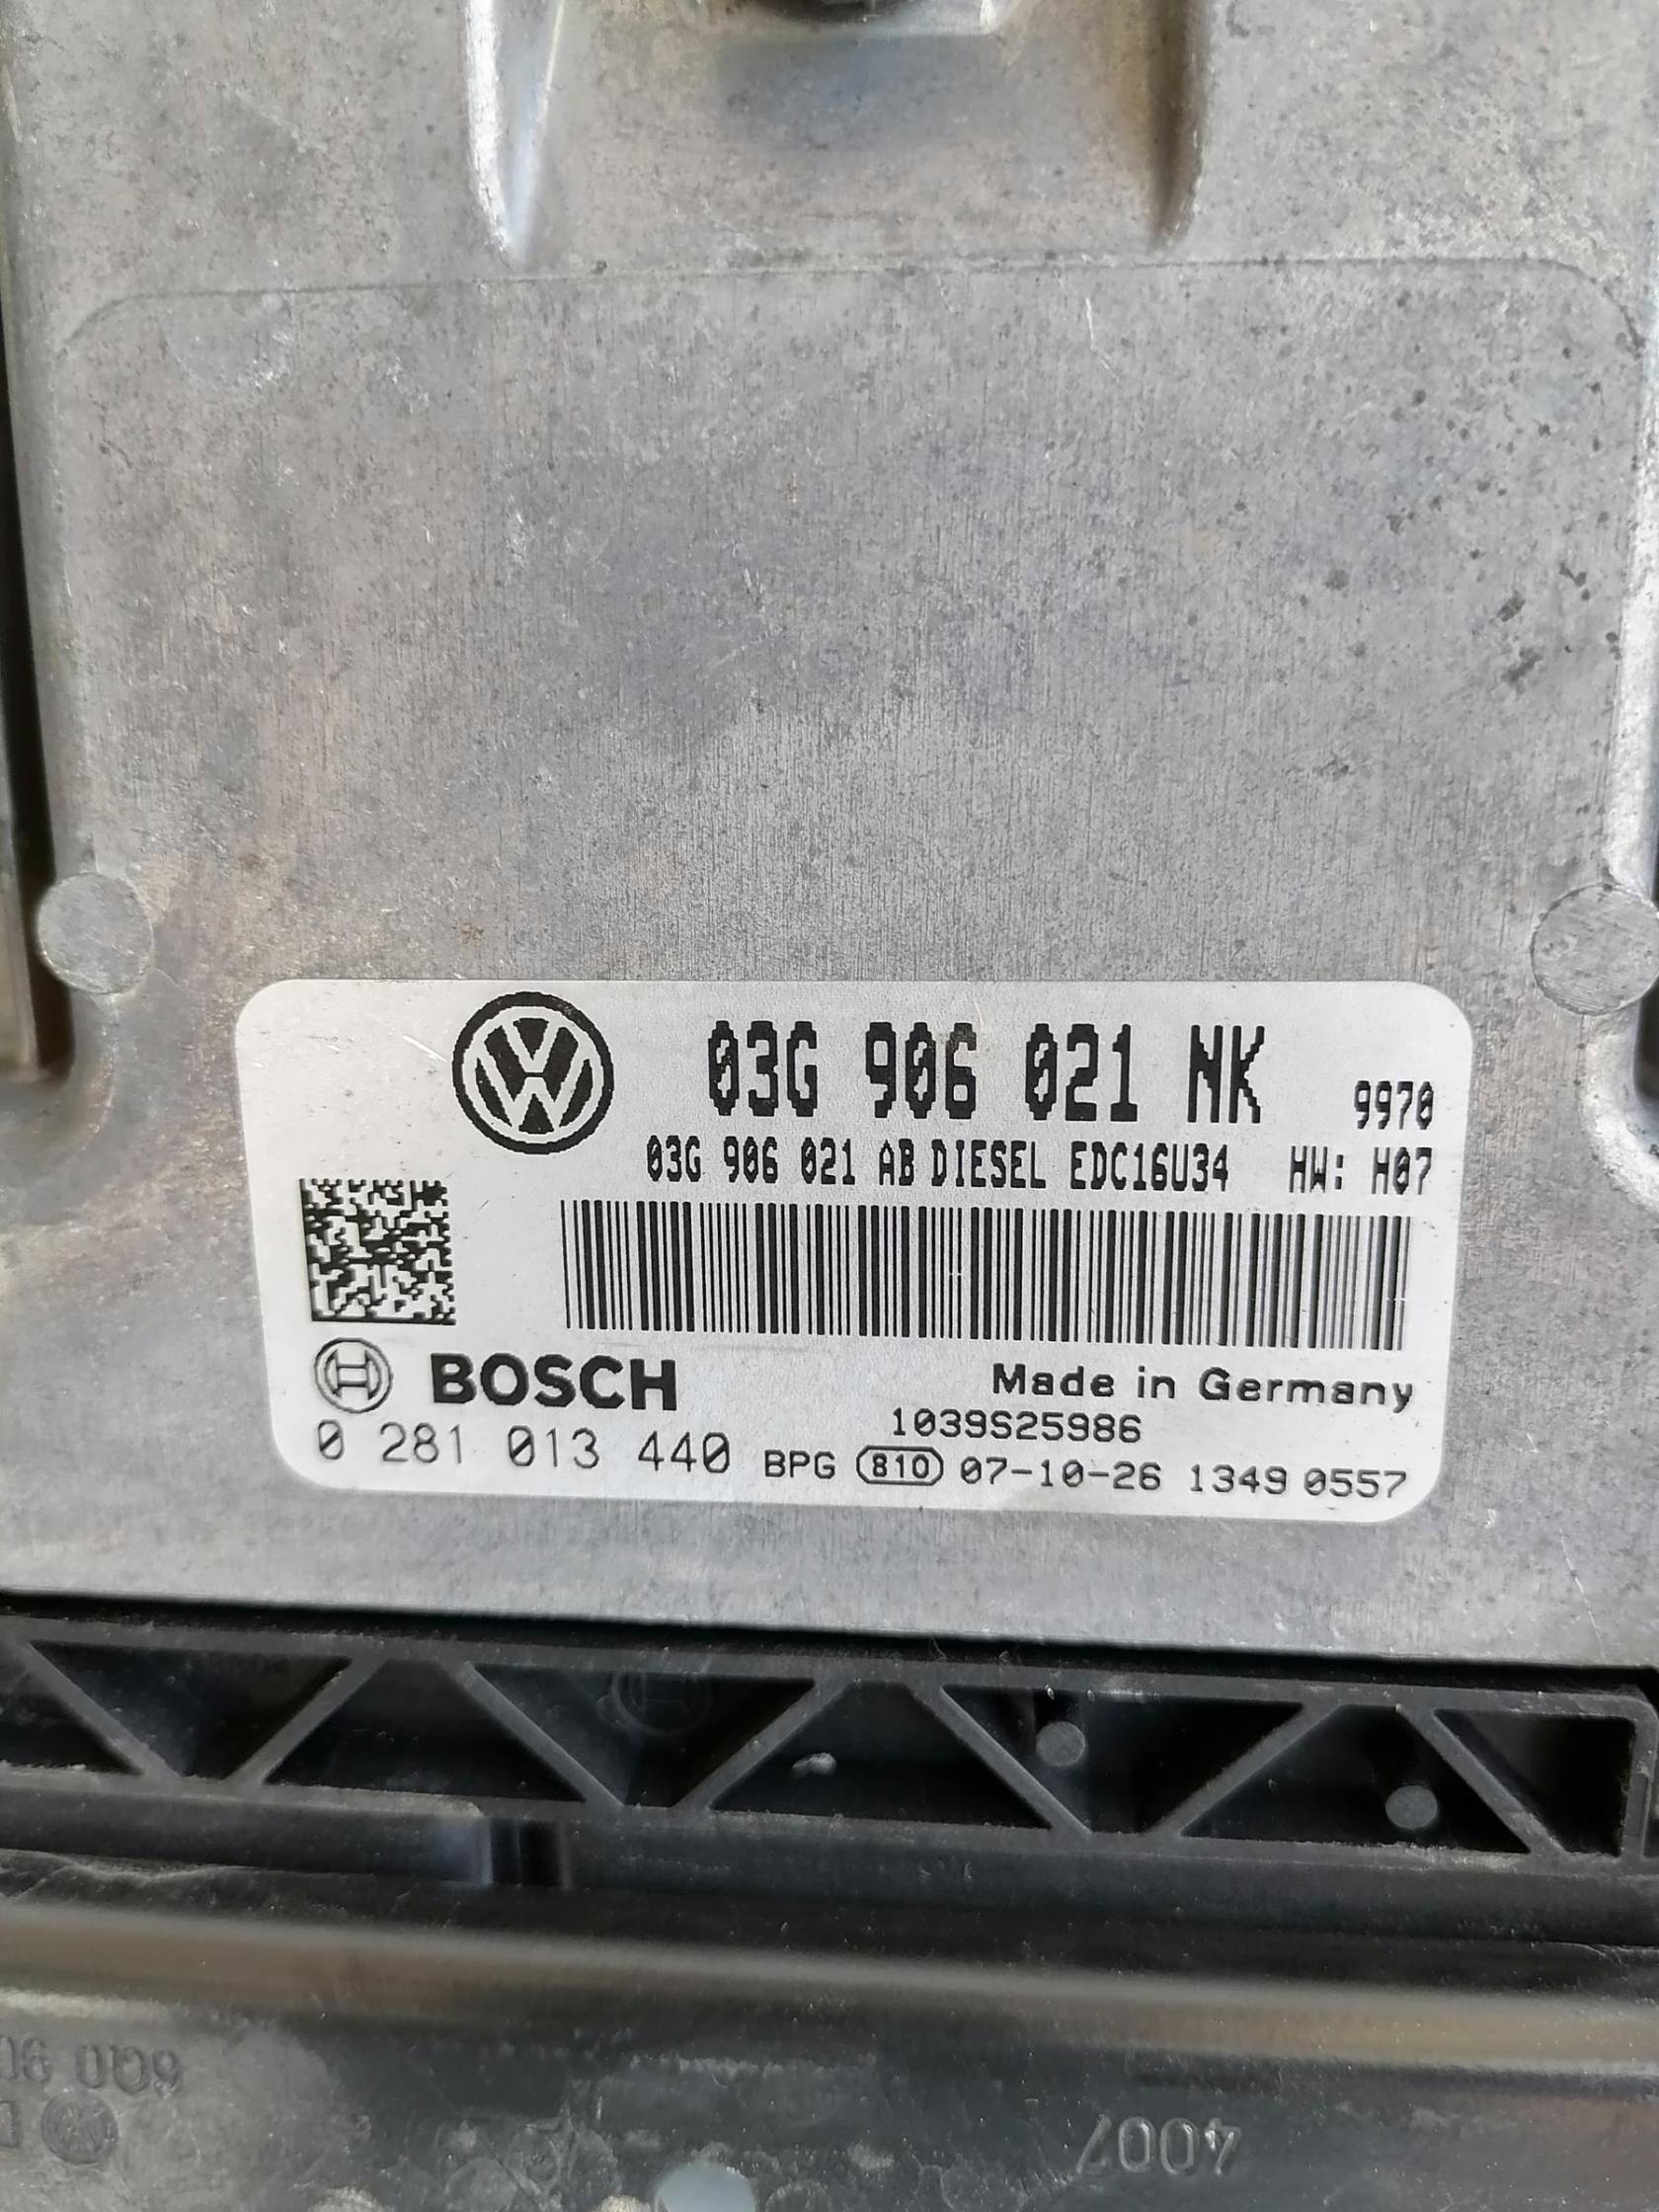 03G 906 021 NK 9970
03G 906 021 AB DIESEL EDC16U34 HW: H07
BOSCH
Made in Germany
1039S25986
0 281 013 440 BPG 810 07-10-26 1349 0557
4007